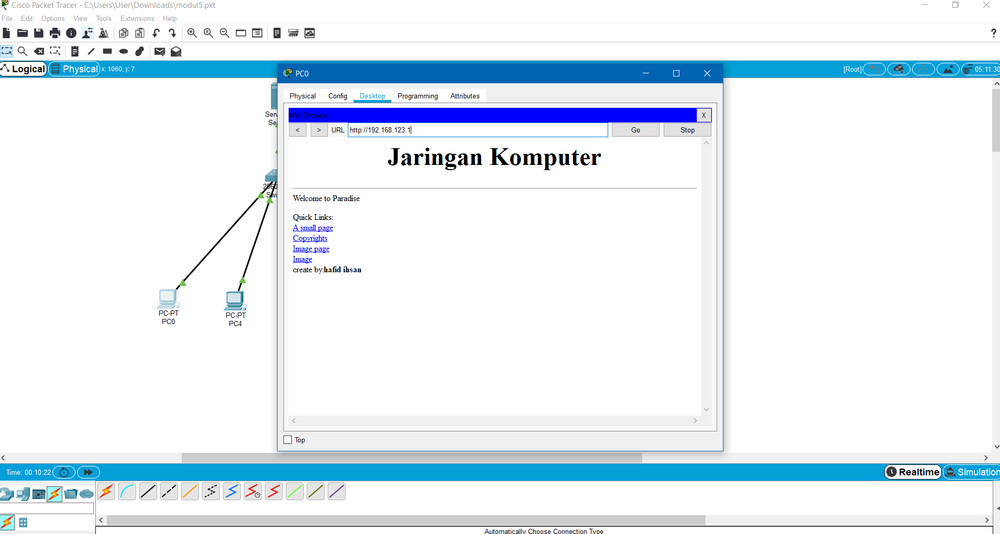 Cisco Packet Tracer - C:\Users\User\Downloads\modul5.pkt
File Edit Options View Tools Extensions Help
?
Logical Physical x: 1060, y: 7 [Root] 05:11:30
PC0
Physical Config Desktop Programming Attributes
Web Browser X
< > URL http://192.168.123.1 Go Stop
Jaringan Komputer
Welcome to Paradise
Quick Links:
A small page
Copyrights
Image page
Image
create by:hafid ihsan
Top
Serv
Se
2960
Swi
PC-PT
PC0
PC-PT
PC4
Time: 00:10:22 Realtime Simulation
Automatically Choose Connection Type